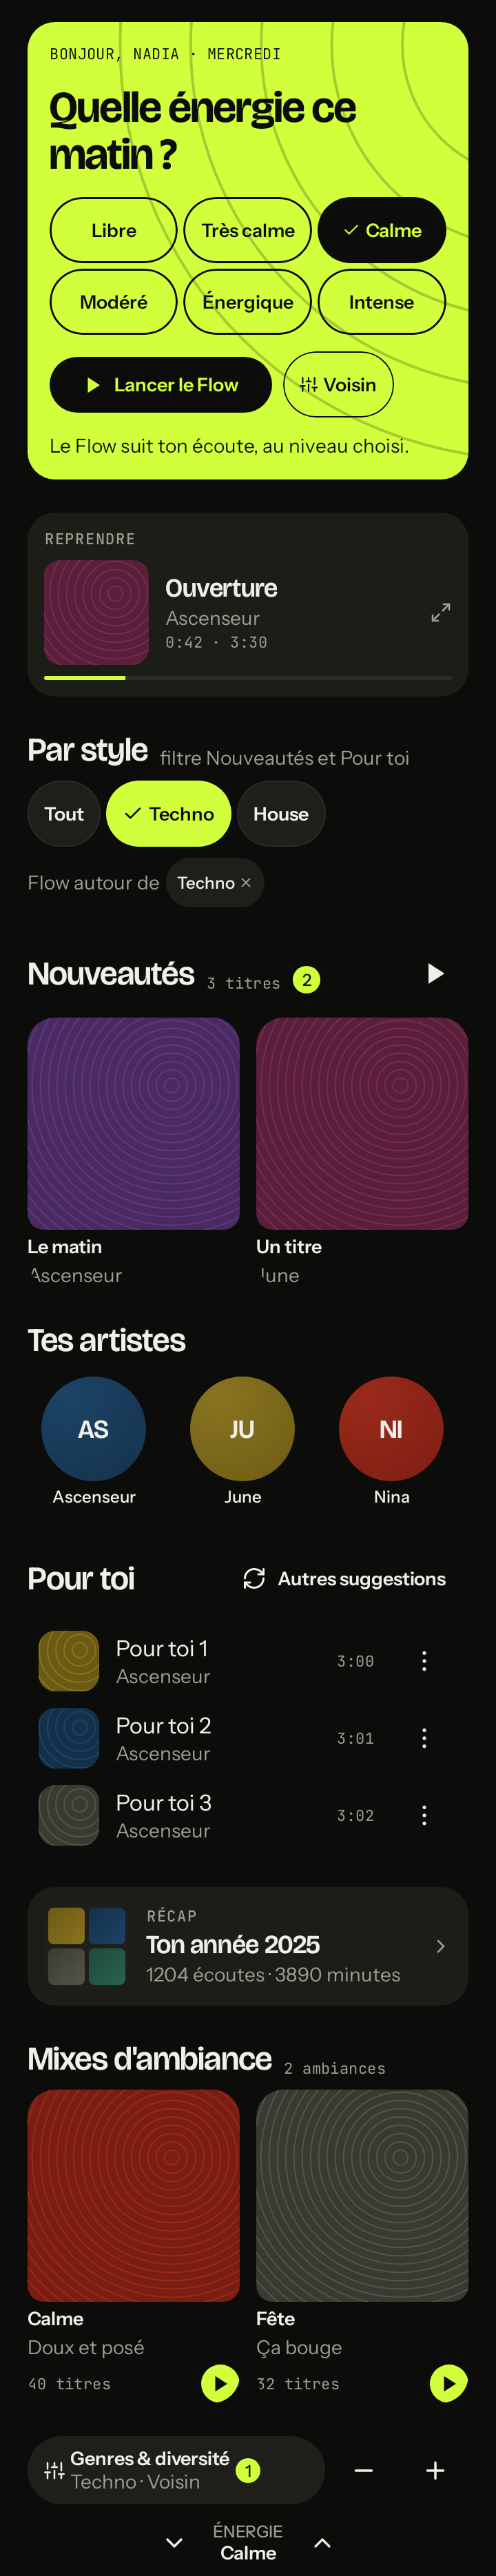 BONJOUR, NADIA · MERCREDI
Quelle énergie ce
matin ?
Libre
Très calme
Calme
Modéré
Énergique
Intense
Lancer le Flow
Voisin
Le Flow suit ton écoute, au niveau choisi.
REPRENDRE
Ouverture
Ascenseur
0:42 · 3:30
Par style filtre Nouveautés et Pour toi
Tout
Techno
House
Flow autour de Techno ×
Nouveautés 3 titres 2
Le matin
Ascenseur
Un titre
June
Tes artistes
AS
JU
NI
Ascenseur
June
Nina
Pour toi
Autres suggestions
Pour toi 1
Ascenseur
3:00
Pour toi 2
Ascenseur
3:01
Pour toi 3
Ascenseur
3:02
RÉCAP
Ton année 2025
1204 écoutes · 3890 minutes
Mixes d'ambiance 2 ambiances
Calme
Doux et posé
40 titres
Fête
Ça bouge
32 titres
Genres & diversité 1
Techno · Voisin
ÉNERGIE
Calme